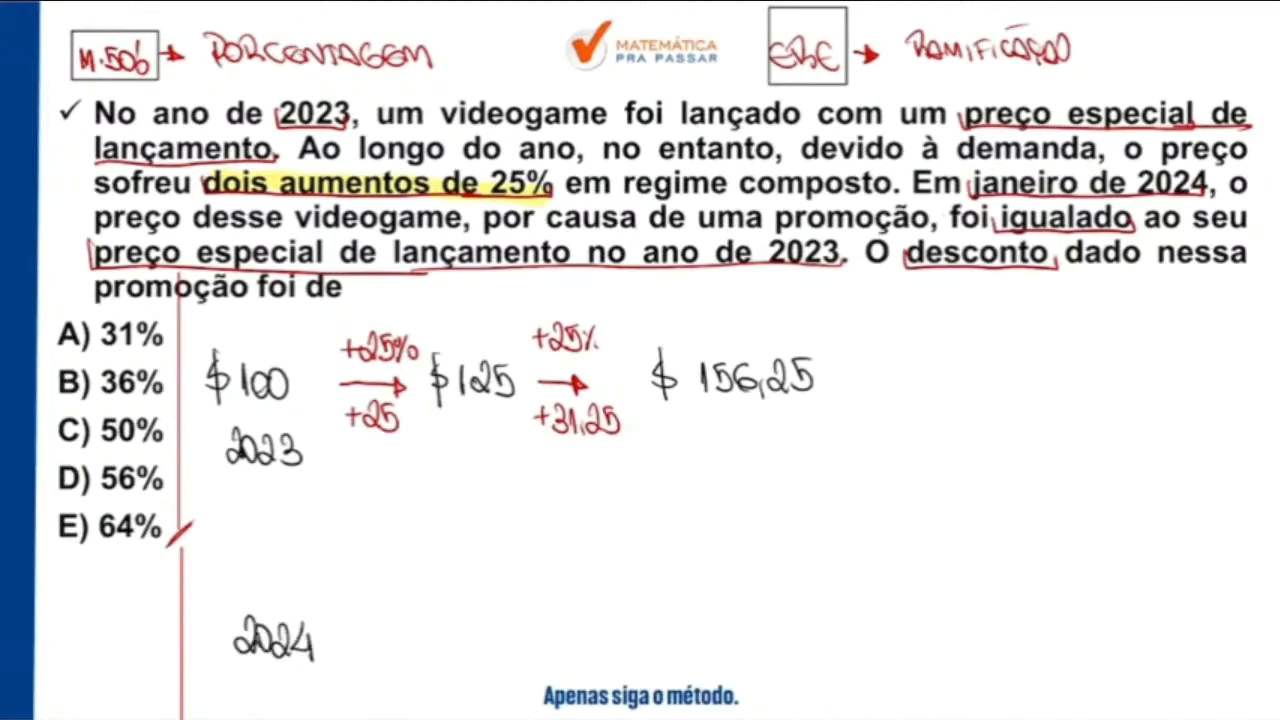 M.506 → PORCENTAGEM
MATEMÁTICA
PRA PASSAR
→ RAMIFICAÇÃO
✓ No ano de 2023, um videogame foi lançado com um preço especial de
lançamento. Ao longo do ano, no entanto, devido à demanda, o preço
sofreu dois aumentos de 25% em regime composto. Em janeiro de 2024, o
preço desse videogame, por causa de uma promoção, foi igualado ao seu
preço especial de lançamento no ano de 2023. O desconto dado nessa
promoção foi de
A) 31%
B) 36%
C) 50%
D) 56%
E) 64%
$100 +25% → +25 $125 +25% → +31,25 $ 156,25
2023
2024
Apenas siga o método.